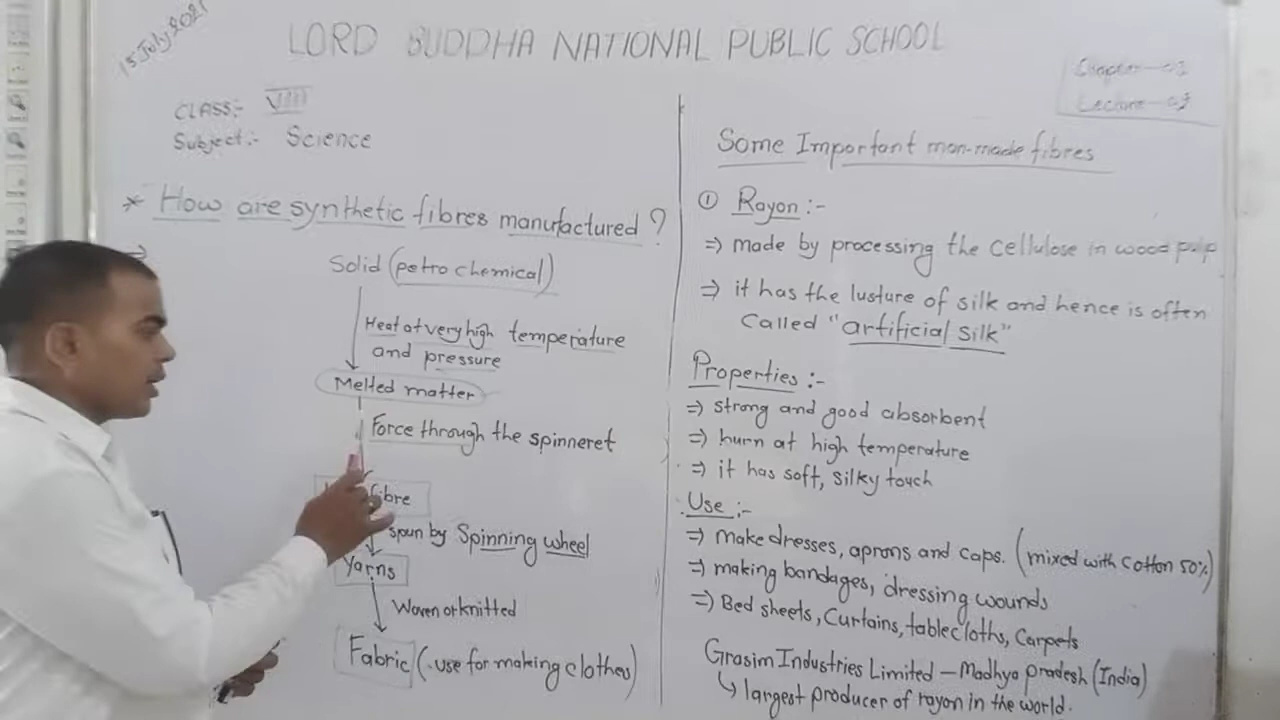 15 July 2021
LORD BUDDHA NATIONAL PUBLIC SCHOOL
CLASS:- VIII
Subject:- Science
* How are synthetic fibres manufactured?
⇒
Solid (petro chemical)
Heat at very high temperature
and pressure
Melted matter
Force through the spinneret
fibre
spun by Spinning wheel
Yarns
Woven or knitted
Fabric (use for making clothes)
Chapter
Lecture
Some Important man-made fibres
① Rayon :-
⇒ made by processing the cellulose in wood pulp
⇒ it has the lusture of silk and hence is often
called "artificial silk"
Properties :-
⇒ strong and good absorbent
⇒ burn at high temperature
⇒ it has soft, silky touch
Use :-
⇒ make dresses, aprons and caps. (mixed with cotton 50%)
⇒ making bandages, dressing wounds
⇒ Bed sheets, Curtains, tablecloths, Carpets
Grasim Industries Limited - Madhya pradesh (India)
↳ largest producer of rayon in the world.